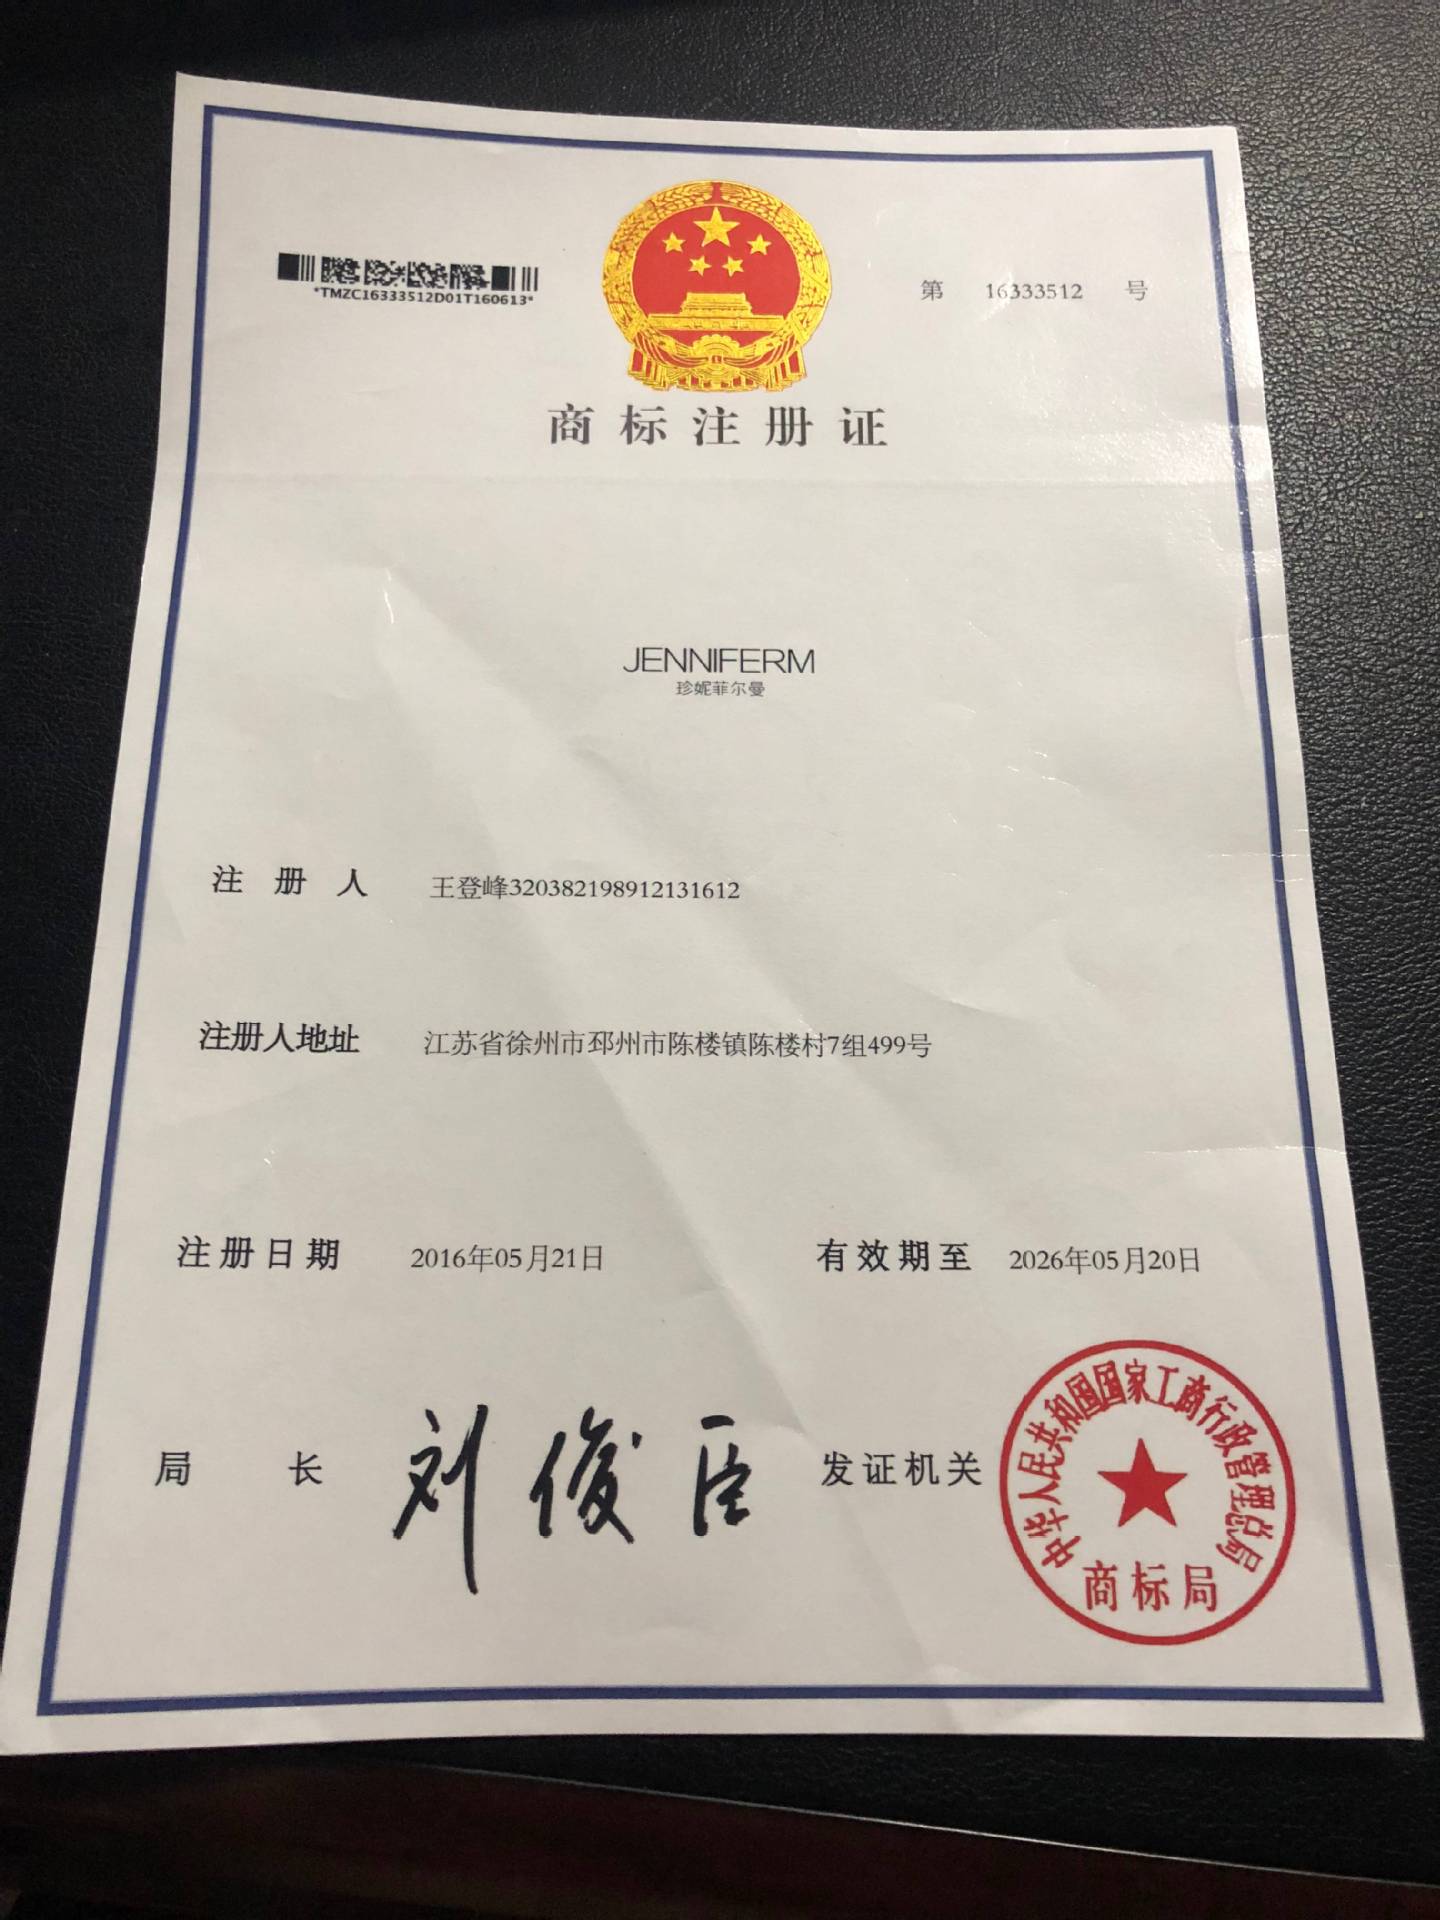 *TMZC16333512D01T160613*
第 16333512 号
商标注册证
JENNIFERM
珍妮菲尔曼
注册人 王登峰320382198912131612
注册人地址 江苏省徐州市邳州市陈楼镇陈楼村7组499号
注册日期 2016年05月21日 有效期至 2026年05月20日
局长 刘俊臣 发证机关
中华人民共和国国家工商行政管理总局
商标局